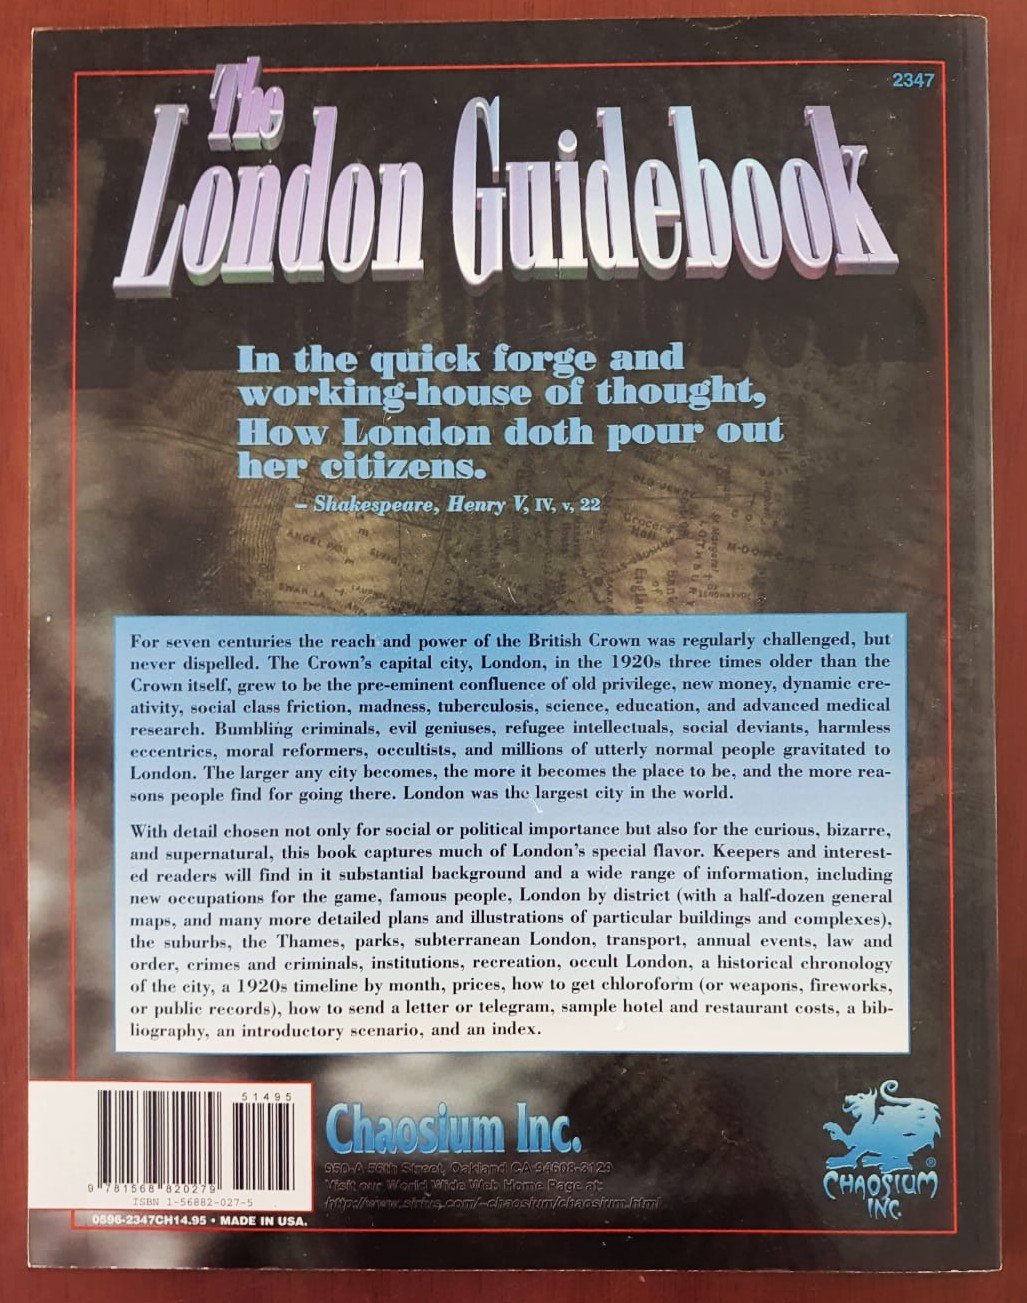 2347
The
London Guidebook
In the quick forge and
working-house of thought,
How London doth pour out
her citizens.
– Shakespeare, Henry V, IV, v, 22
For seven centuries the reach and power of the British Crown was regularly challenged, but
never dispelled. The Crown's capital city, London, in the 1920s three times older than the
Crown itself, grew to be the pre-eminent confluence of old privilege, new money, dynamic cre-
ativity, social class friction, madness, tuberculosis, science, education, and advanced medical
research. Bumbling criminals, evil geniuses, refugee intellectuals, social deviants, harmless
eccentrics, moral reformers, occultists, and millions of utterly normal people gravitated to
London. The larger any city becomes, the more it becomes the place to be, and the more rea-
sons people find for going there. London was the largest city in the world.
With detail chosen not only for social or political importance but also for the curious, bizarre,
and supernatural, this book captures much of London's special flavor. Keepers and interest-
ed readers will find in it substantial background and a wide range of information, including
new occupations for the game, famous people, London by district (with a half-dozen general
maps, and many more detailed plans and illustrations of particular buildings and complexes),
the suburbs, the Thames, parks, subterranean London, transport, annual events, law and
order, crimes and criminals, institutions, recreation, occult London, a historical chronology
of the city, a 1920s timeline by month, prices, how to get chloroform (or weapons, fireworks,
or public records), how to send a letter or telegram, sample hotel and restaurant costs, a bib-
liography, an introductory scenario, and an index.
51495
9 781568 820279
ISBN 1-56882-027-5
0596-2347CH14.95 • MADE IN USA.
Chaosium Inc.
950-A 56th Street, Oakland CA 94608-3129
Visit our World Wide Web Home Page at:
http://www.sirius.com/~chaosium/chaosium.html
CHAOSIUM
INC.
®